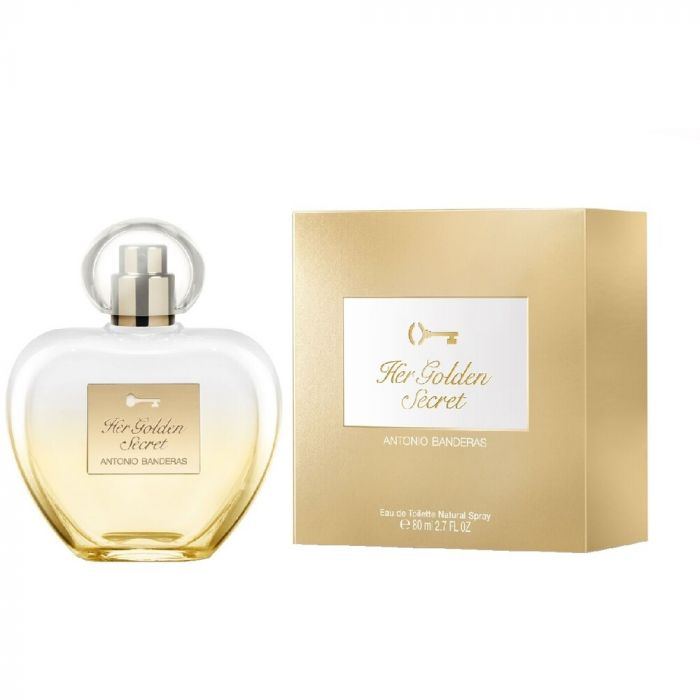 Her Golden
Secret
ANTONIO BANDERAS
Her Golden
Secret
ANTONIO BANDERAS
Eau de Toilette Natural Spray
℮ 80 ml 2.7 FL OZ